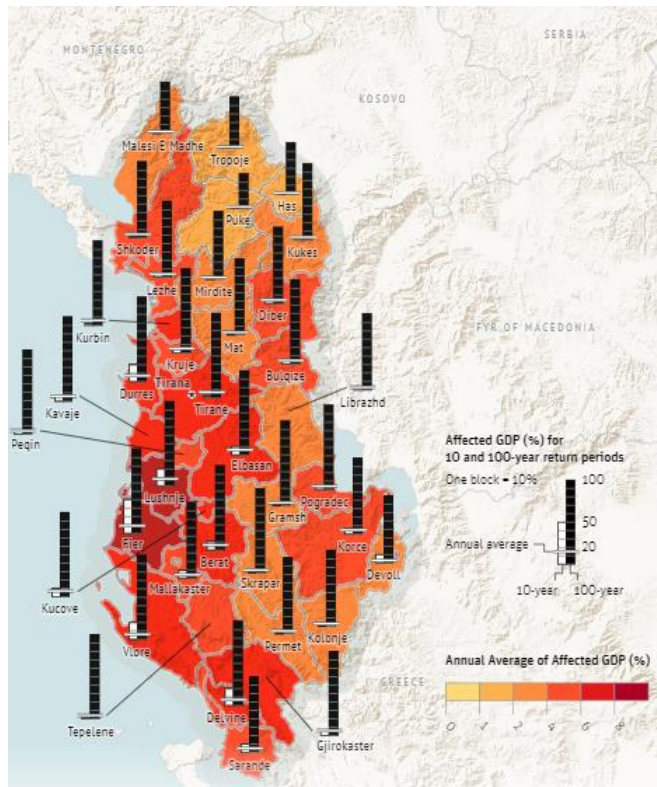 MONTENEGRO
SERBIA
KOSOVO
Malesi E Madhe
Tropoje
Has
Puke
Shkoder
Kukes
Lezhe
Mirdite
Diber
Kurbin
Mat
Kruje
Bulqize
FYR OF MACEDONIA
Durres
Tirana
Tirane
Librazhd
Kavaje
Peqin
Elbasan
Lushnje
Gramsh
Pogradec
Affected GDP (%) for
10 and 100-year return periods
One block = 10%
100
50
Annual average
20
10-year
100-year
Fier
Berat
Korce
Mallakaster
Skrapar
Devoll
Kucove
Vlore
Permet
Kolonje
Annual Average of Affected GDP (%)
0
1
2
4
6
8
GREECE
Tepelene
Delvine
Gjirokaster
Sarande